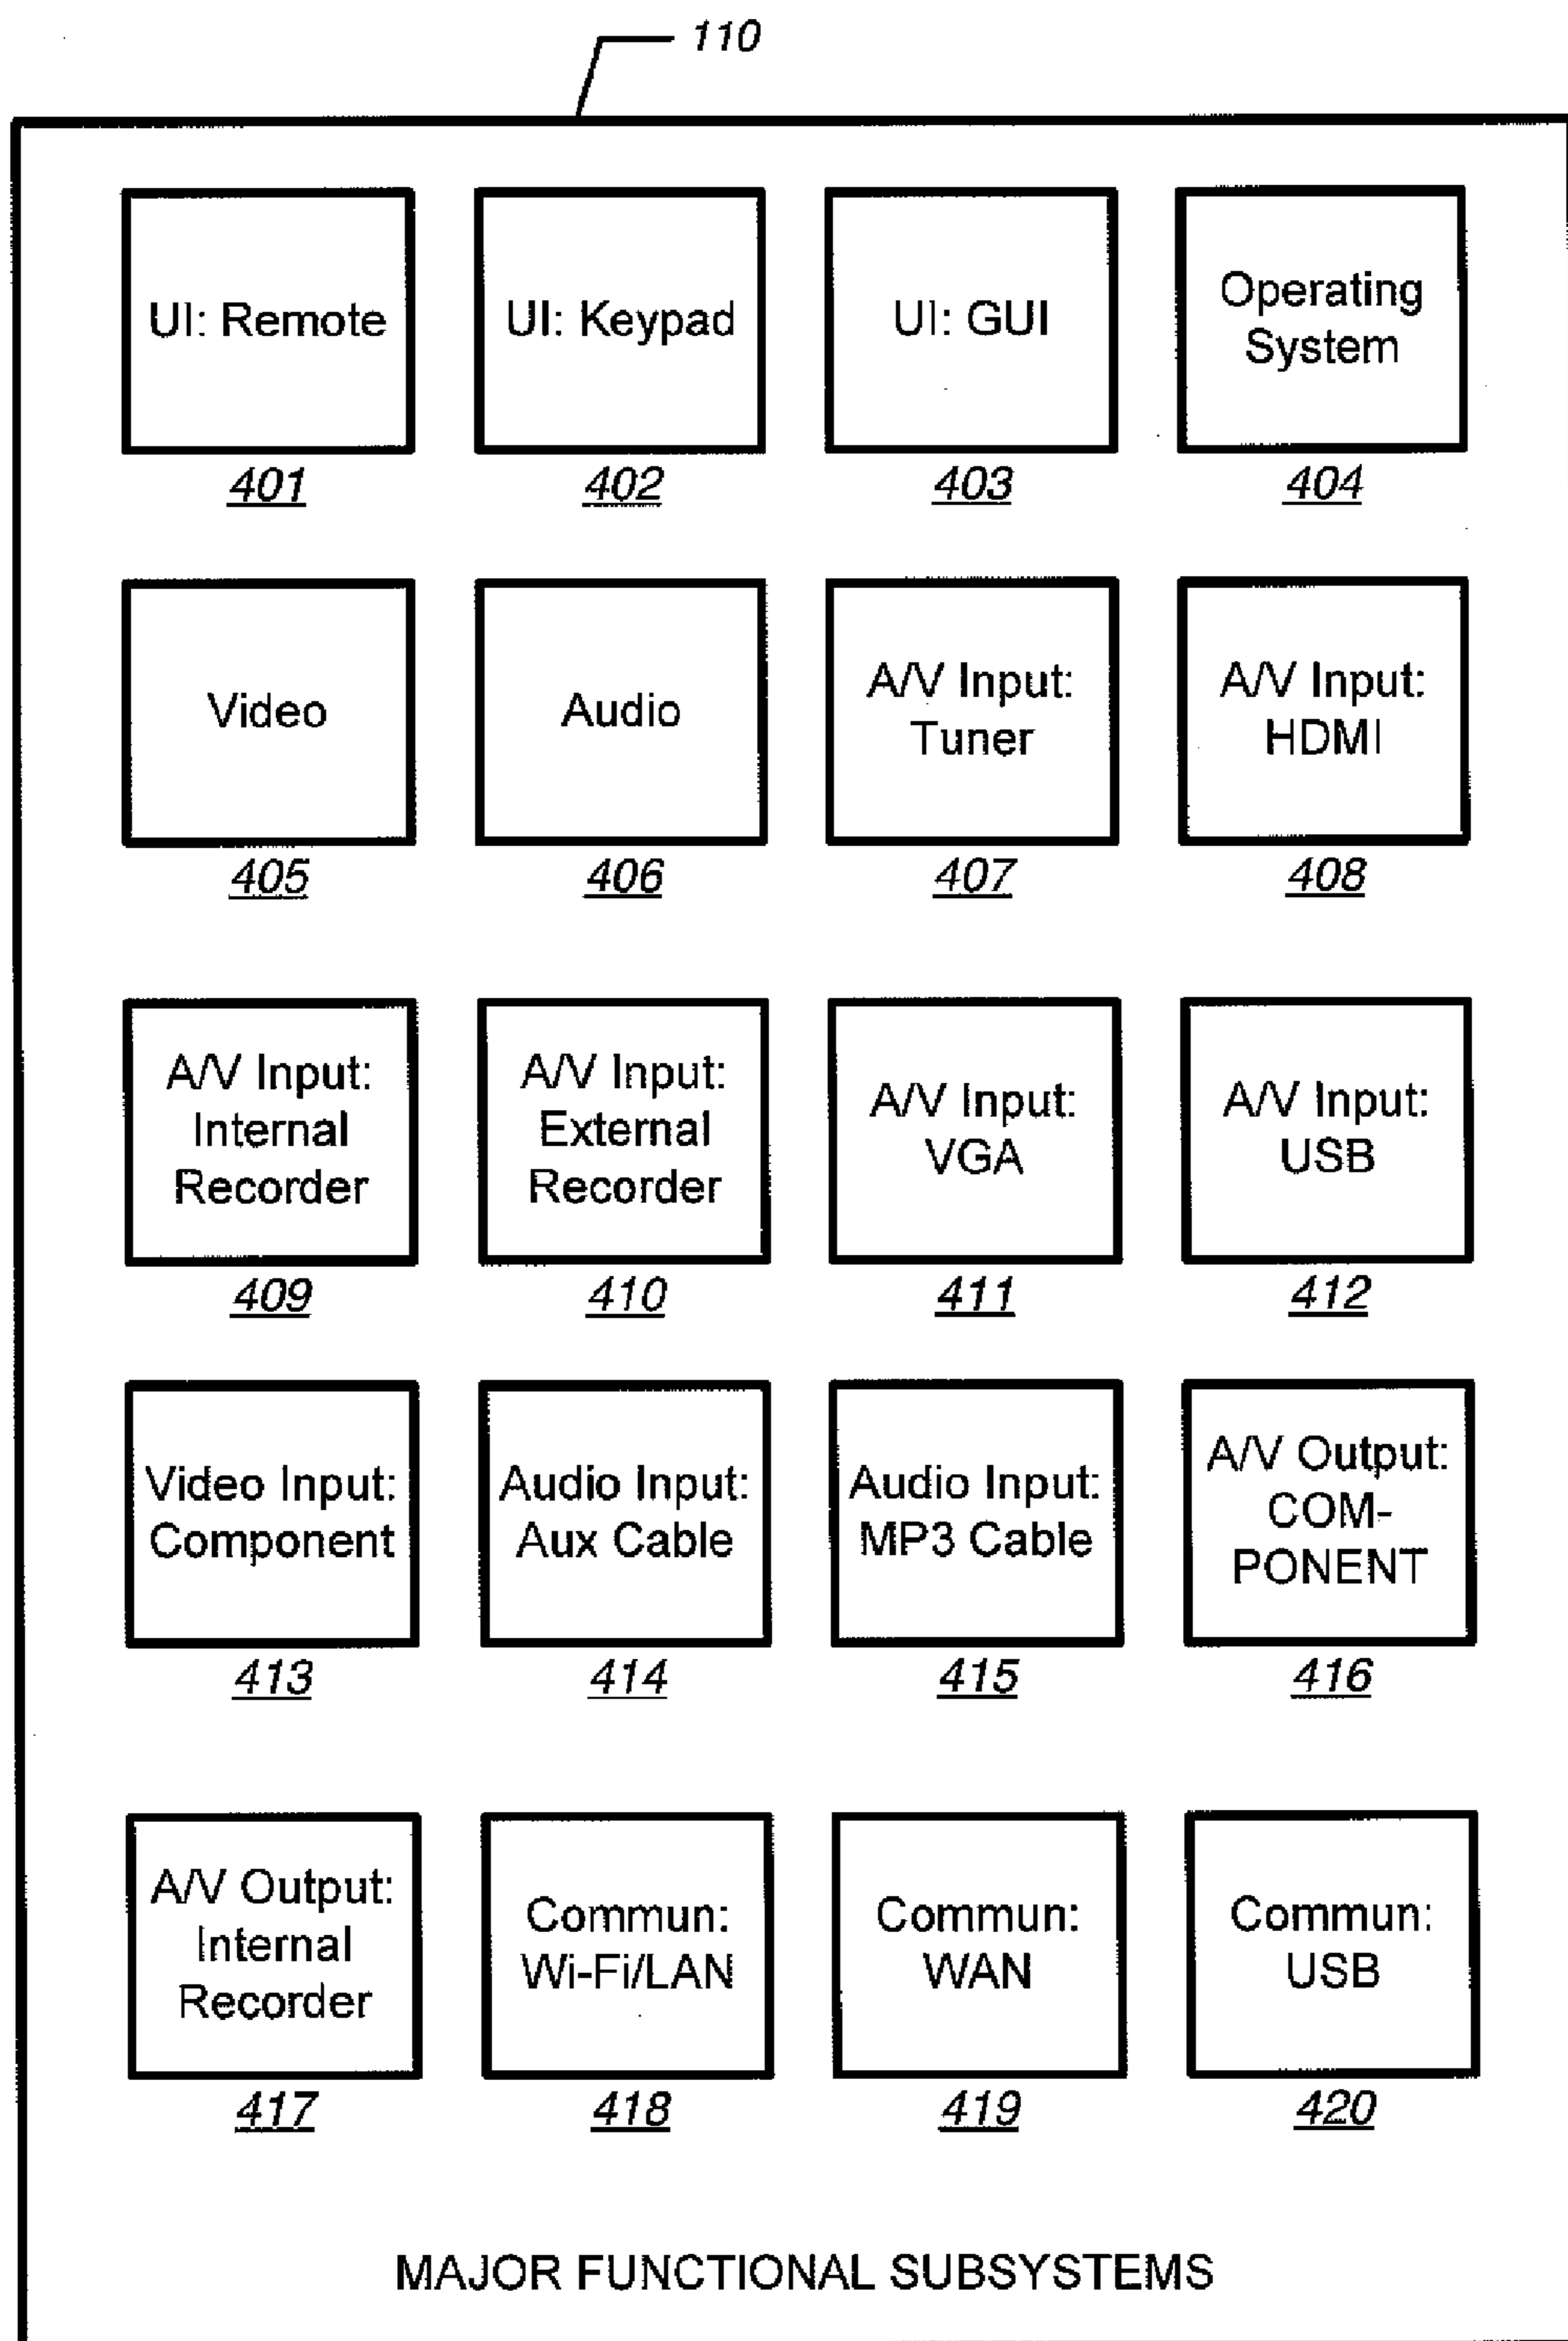 110
UI: Remote
401
UI: Keypad
402
UI: GUI
403
Operating
System
404
Video
405
Audio
406
A/V Input:
Tuner
407
A/V Input:
HDMI
408
A/V Input:
Internal
Recorder
409
A/V Input:
External
Recorder
410
A/V Input:
VGA
411
A/V Input:
USB
412
Video Input:
Component
413
Audio Input:
Aux Cable
414
Audio Input:
MP3 Cable
415
A/V Output:
COM-
PONENT
416
A/V Output:
Internal
Recorder
417
Commun:
Wi-Fi/LAN
418
Commun:
WAN
419
Commun:
USB
420
MAJOR FUNCTIONAL SUBSYSTEMS